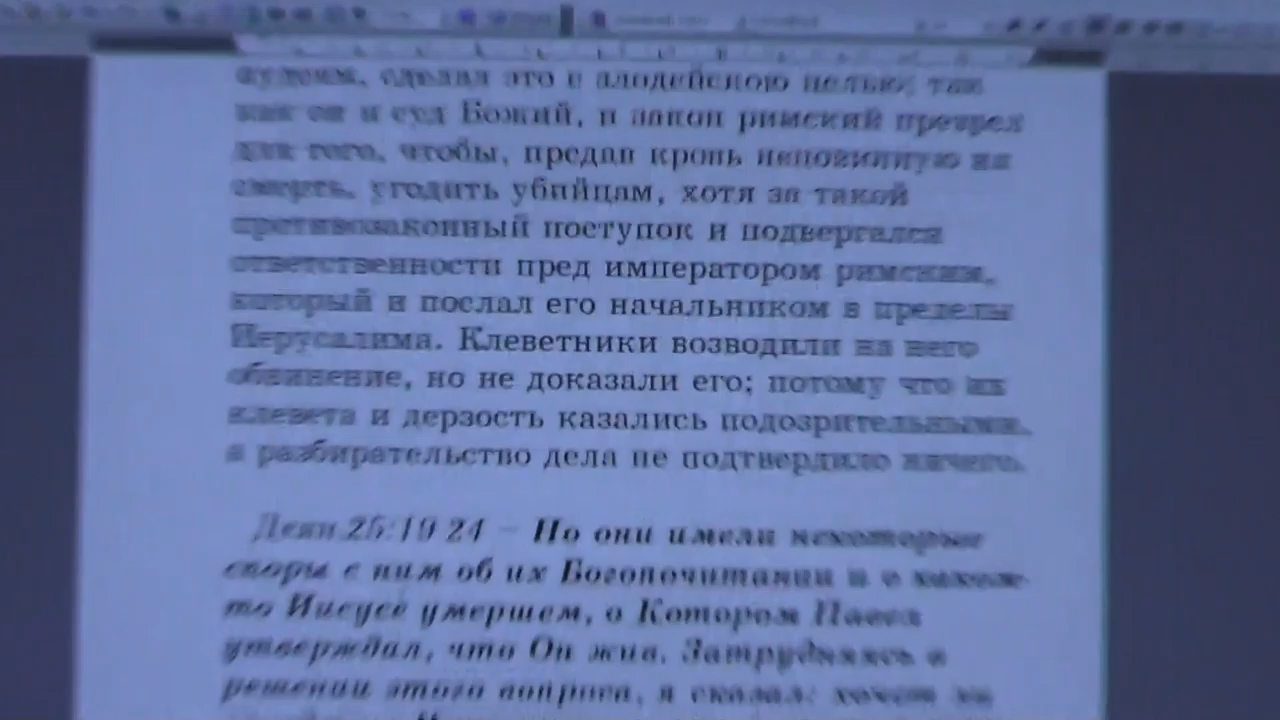 иудеям, сделал это с злодейскою целью; так
как он и суд Божий, и закон римский презрел
для того, чтобы, предав кровь неповинную на
смерть, угодить убийцам, хотя за такой
противозаконный поступок и подвергался
ответственности пред императором римским,
который и послал его начальником в пределы
Иерусалима. Клеветники возводили на него
обвинение, но не доказали его; потому что их
клевета и дерзость казались подозрительными,
а разбирательство дела не подтвердило ничего.
Деян.25:19 24 – Но они имели некоторые
споры с ним об их Богопочитании и о каком-
то Иисусе умершем, о Котором Павел
утверждал, что Он жив. Затрудняясь в
решении этого вопроса, я сказал: хочет ли